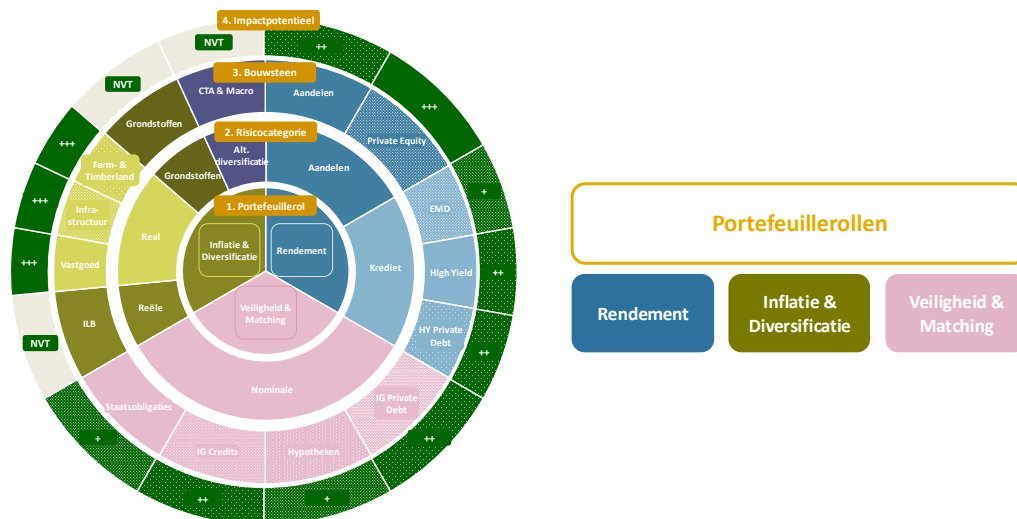 4. Impactpotentieel
NVT
++
NVT
3. Bouwsteen
CTA & Macro
Aandelen
+++
Grondstoffen
Private Equity
2. Risicocategorie
Alt.
diversificatie
Aandelen
Grondstoffen
+++
Farm- &
Timberland
+
1. Portefeuillerol
EMD
+++
Infra-
structuur
Real
Inflatie &
Diversificatie
Rendement
Krediet
+++
Vastgoed
High Yield
++
Veiligheid &
Matching
Reële
NVT
ILB
HY Private
Debt
++
Nominale
Staatsobligaties
IG Private
Debt
+
IG Credits
Hypotheken
++
++
+
Portefeuillerollen
Rendement
Inflatie &
Diversificatie
Veiligheid &
Matching